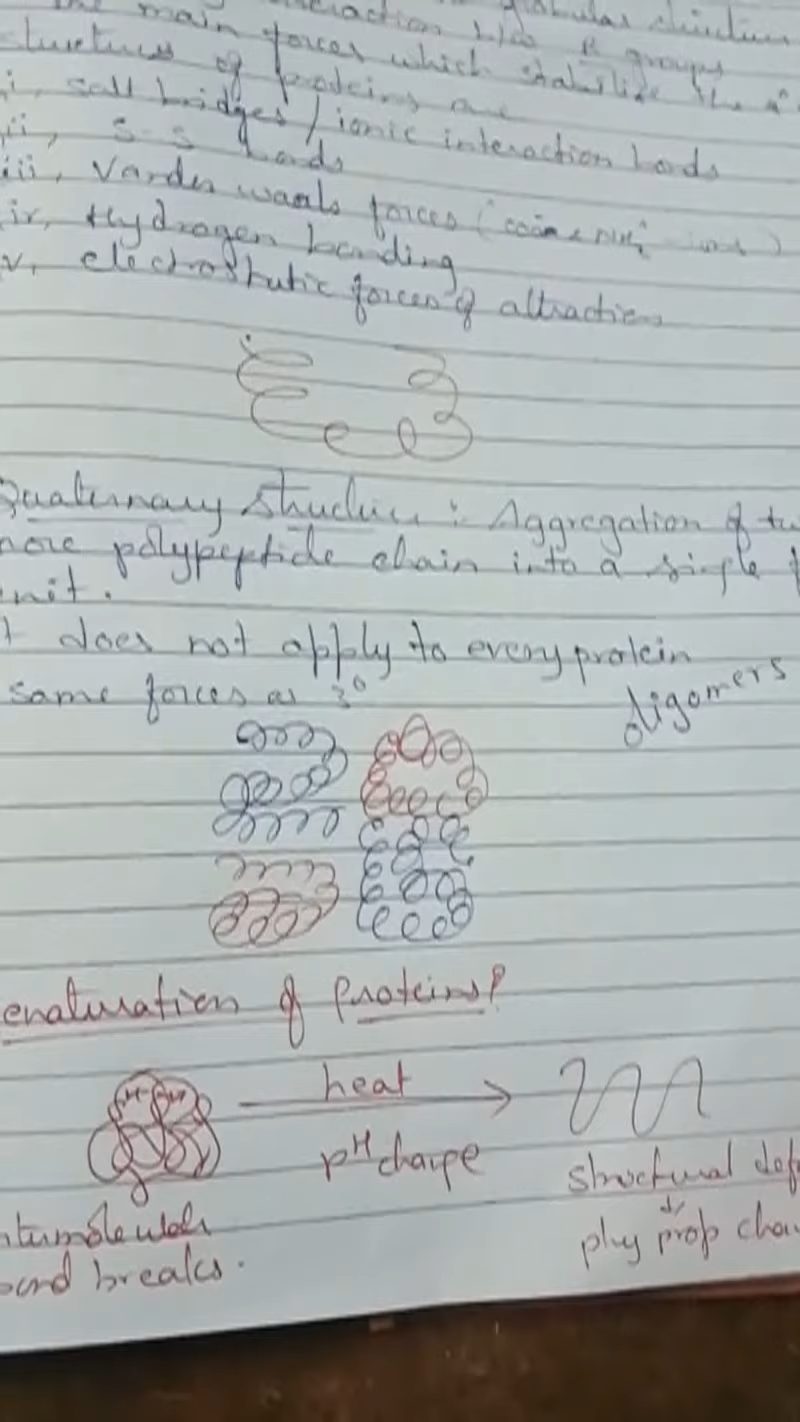 main forces which stabilize the
structures of proteins are
i, salt bridges / ionic interaction bonds
ii, S-S bonds
iii, Vander waals forces (
iv, Hydrogen bonding
v, electrostatic forces of attraction
Quaternary structure : Aggregation of
more polypeptide chain into a single
unit.
does not apply to every protein
same forces as 3°
oligomers
enaturation of Proteins?
heat
pH change
structural
phy prop
bond breaks.